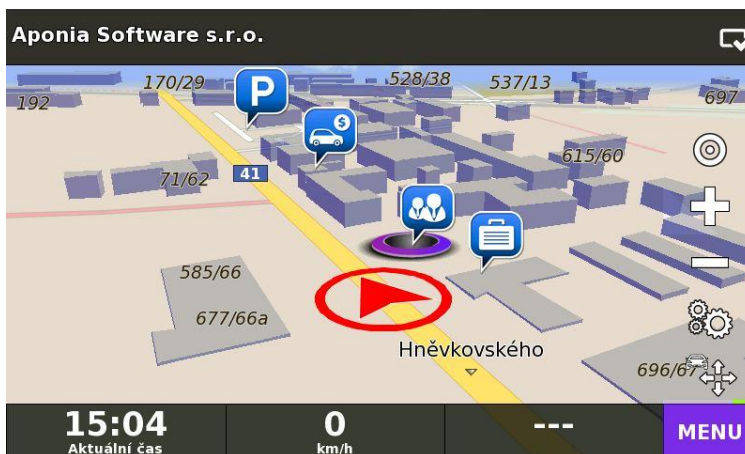 Aponia Software s.r.o.
170/29
528/38
537/13
192
697
P
$
615/60
71/62
41
585/66
677/66a
Hněvkovského
696/67
15:04
0
---
MENU
Aktuální čas
km/h